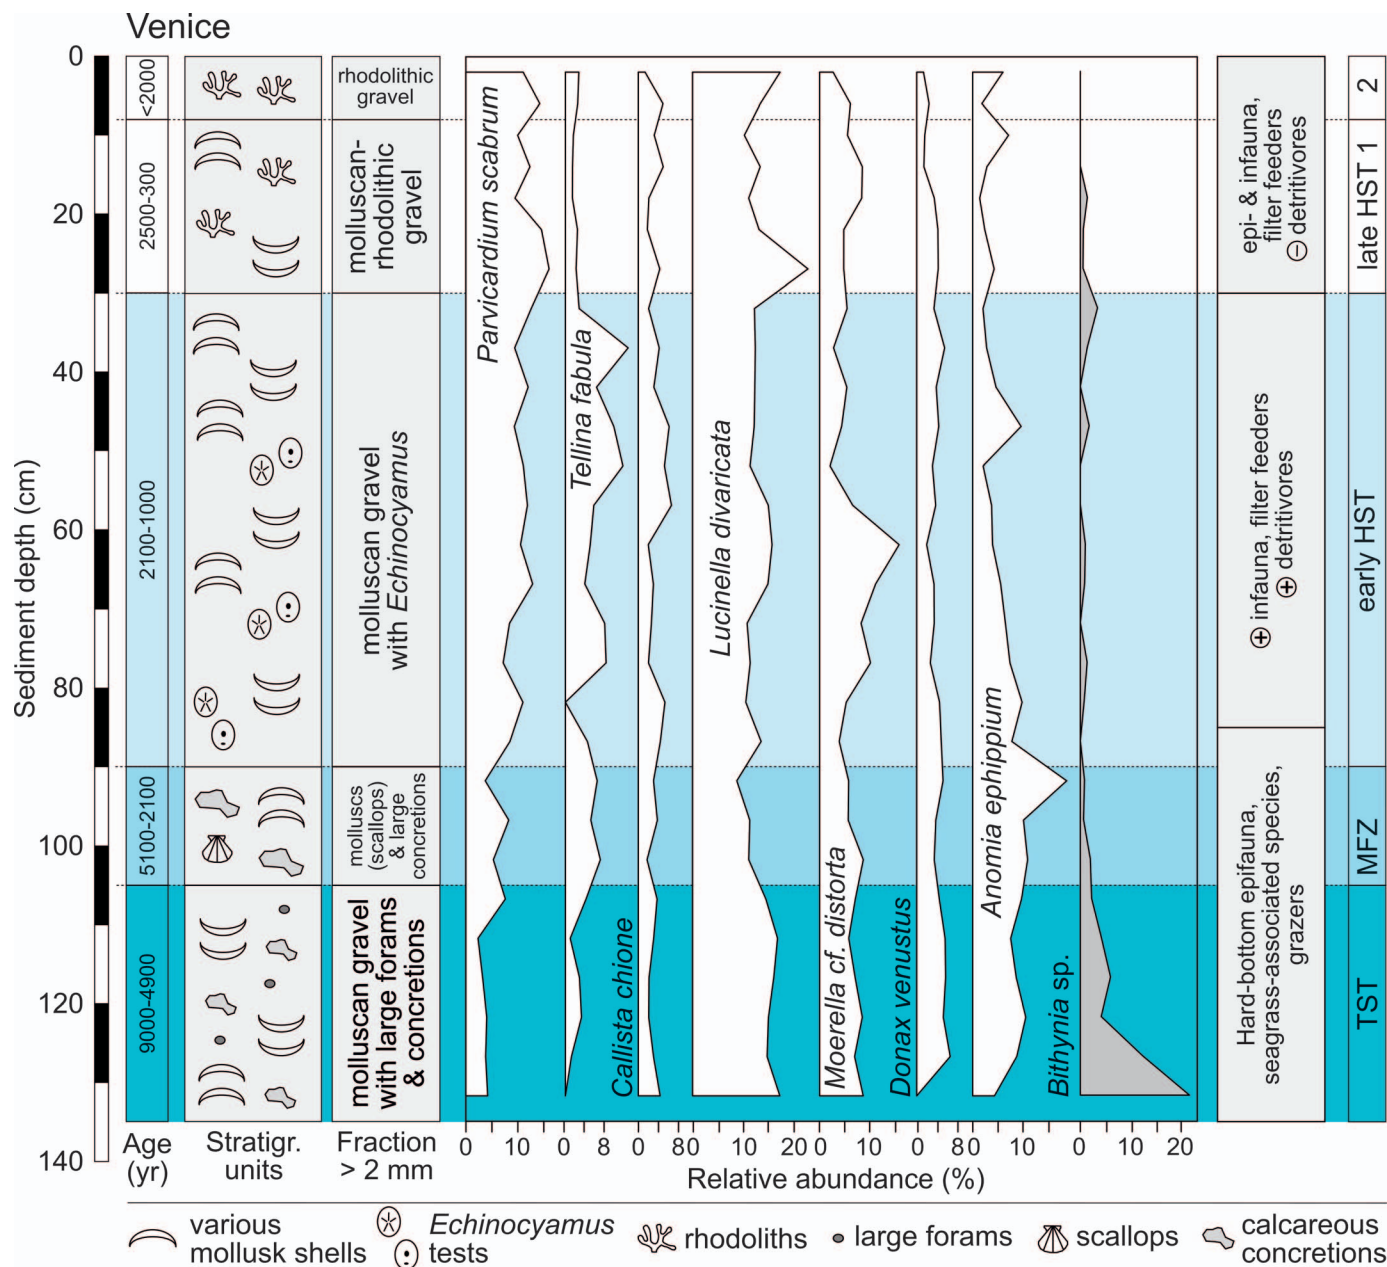 Venice
Sediment depth (cm)
0
20
40
60
80
100
120
140
<2000
2500-300
2100-1000
5100-2100
9000-4900
Age
(yr)
Stratigr.
units
rhodolithic
gravel
molluscan-
rhodolithic
gravel
molluscan gravel
with Echinocyamus
molluscs
(scallops)
& large
concretions
molluscan gravel
with large forams
& concretions
Fraction
> 2 mm
Parvicardium scabrum
Tellina fabula
Callista chione
Lucinella divaricata
Moerella cf. distorta
Donax venustus
Anomia ephippium
Bithynia sp.
0 10 0 8 0 8 0 10 20 0 10 0 8 0 10 0 10 20
Relative abundance (%)
epi- & infauna,
filter feeders
⊖ detritivores
⊕ infauna, filter feeders
⊕ detritivores
Hard-bottom epifauna,
seagrass-associated species,
grazers
2
late HST 1
early HST
MFZ
TST
various
mollusk shells
Echinocyamus
tests
rhodoliths
large forams
scallops
calcareous
concretions